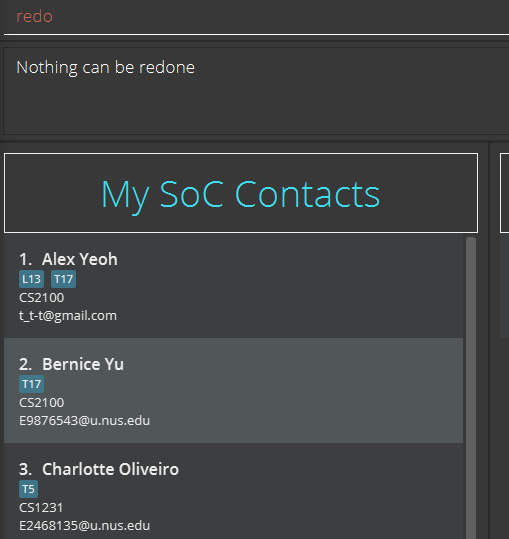 redo
Nothing can be redone
My SoC Contacts
1. Alex Yeoh
L13 T17
CS2100
t_t-t@gmail.com
2. Bernice Yu
T17
CS2100
E9876543@u.nus.edu
3. Charlotte Oliveiro
T5
CS1231
E2468135@u.nus.edu